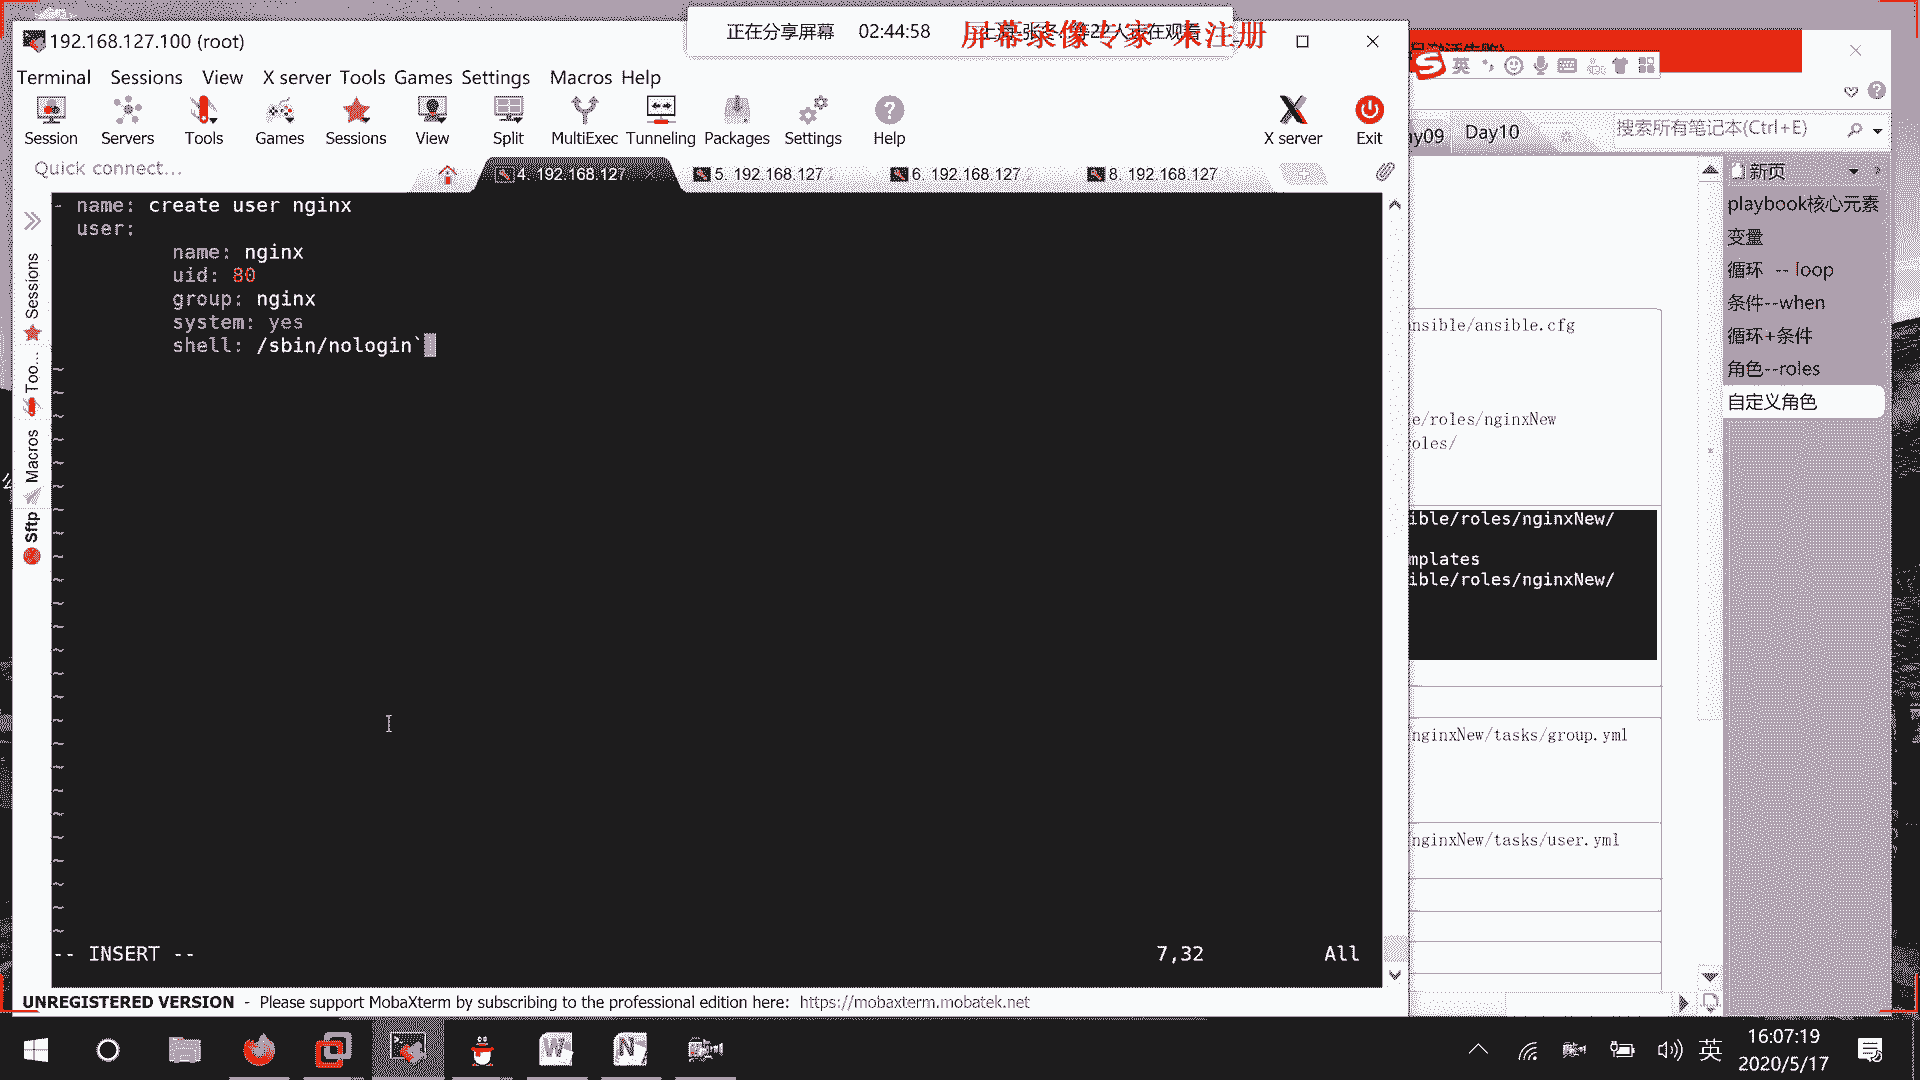 正在分享屏幕 02:44:58
屏幕录像专家 未注册
192.168.127.100 (root)
Terminal Sessions View X server Tools Games Settings Macros Help
Session Servers Tools Games Sessions View Split MultiExec Tunneling Packages Settings Help X server Exit
Quick connect...
4. 192.168.127
5. 192.168.127
6. 192.168.127
8. 192.168.127
Sessions
Too...
Macros
Sftp
- name: create user nginx
user:
name: nginx
uid: 80
group: nginx
system: yes
shell: /sbin/nologin`
-- INSERT --
7,32 All
UNREGISTERED VERSION - Please support MobaXterm by subscribing to the professional edition here: https://mobaxterm.mobatek.net
英
y09 Day10
搜索所有笔记本(Ctrl+E)
新页
playbook核心元素
变量
循环 -- loop
条件--when
循环+条件
角色--roles
自定义角色
nsible/ansible.cfg
e/roles/nginxNew
oles/
ible/roles/nginxNew/
mplates
ible/roles/nginxNew/
nginxNew/tasks/group.yml
nginxNew/tasks/user.yml
英
16:07:19
2020/5/17